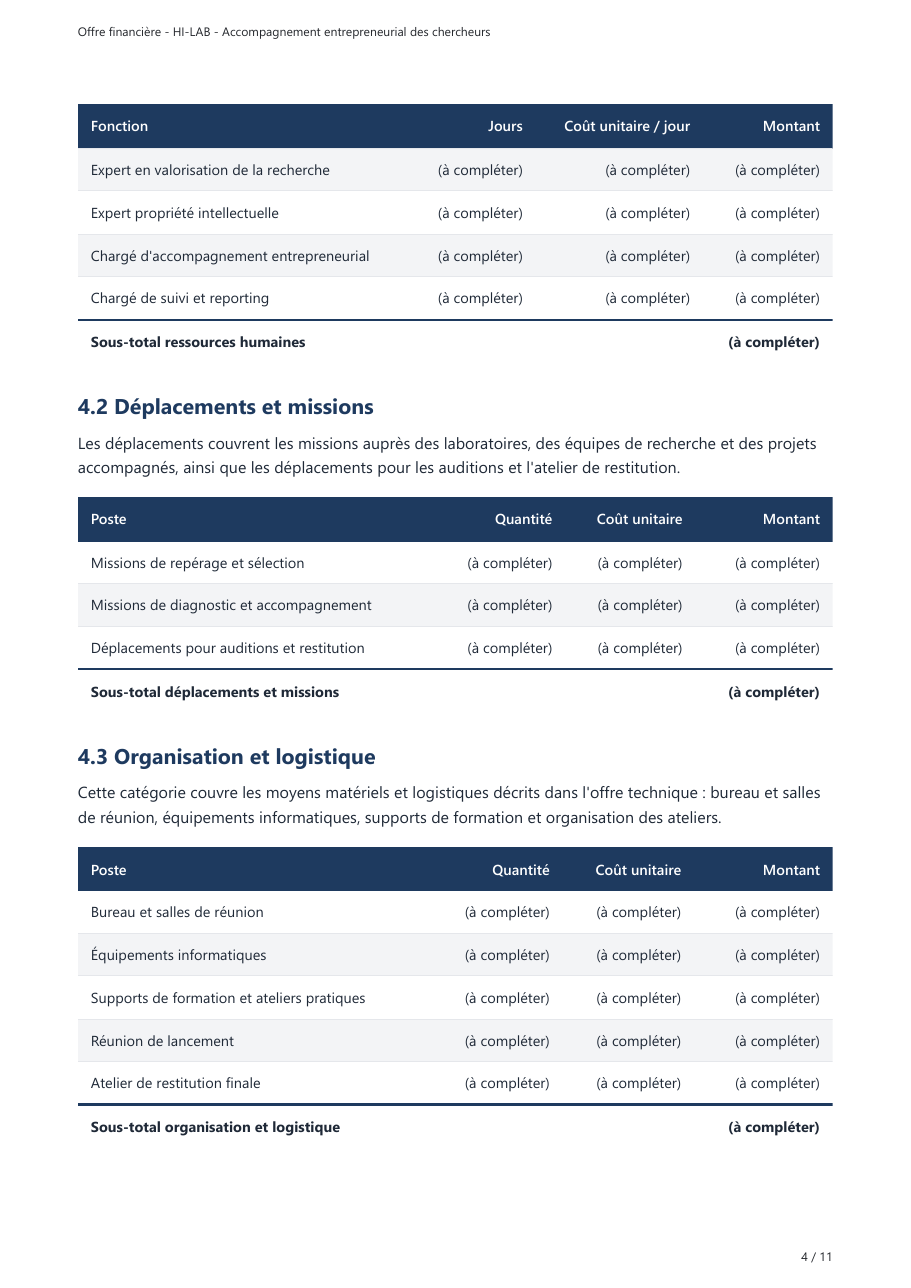 Offre financière - HI-LAB - Accompagnement entrepreneurial des chercheurs
Fonction Jours Coût unitaire / jour Montant
Expert en valorisation de la recherche (à compléter) (à compléter) (à compléter)
Expert propriété intellectuelle (à compléter) (à compléter) (à compléter)
Chargé d'accompagnement entrepreneurial (à compléter) (à compléter) (à compléter)
Chargé de suivi et reporting (à compléter) (à compléter) (à compléter)
Sous-total ressources humaines (à compléter)
4.2 Déplacements et missions
Les déplacements couvrent les missions auprès des laboratoires, des équipes de recherche et des projets
accompagnés, ainsi que les déplacements pour les auditions et l'atelier de restitution.
Poste Quantité Coût unitaire Montant
Missions de repérage et sélection (à compléter) (à compléter) (à compléter)
Missions de diagnostic et accompagnement (à compléter) (à compléter) (à compléter)
Déplacements pour auditions et restitution (à compléter) (à compléter) (à compléter)
Sous-total déplacements et missions (à compléter)
4.3 Organisation et logistique
Cette catégorie couvre les moyens matériels et logistiques décrits dans l'offre technique : bureau et salles
de réunion, équipements informatiques, supports de formation et organisation des ateliers.
Poste Quantité Coût unitaire Montant
Bureau et salles de réunion (à compléter) (à compléter) (à compléter)
Équipements informatiques (à compléter) (à compléter) (à compléter)
Supports de formation et ateliers pratiques (à compléter) (à compléter) (à compléter)
Réunion de lancement (à compléter) (à compléter) (à compléter)
Atelier de restitution finale (à compléter) (à compléter) (à compléter)
Sous-total organisation et logistique (à compléter)
4 / 11